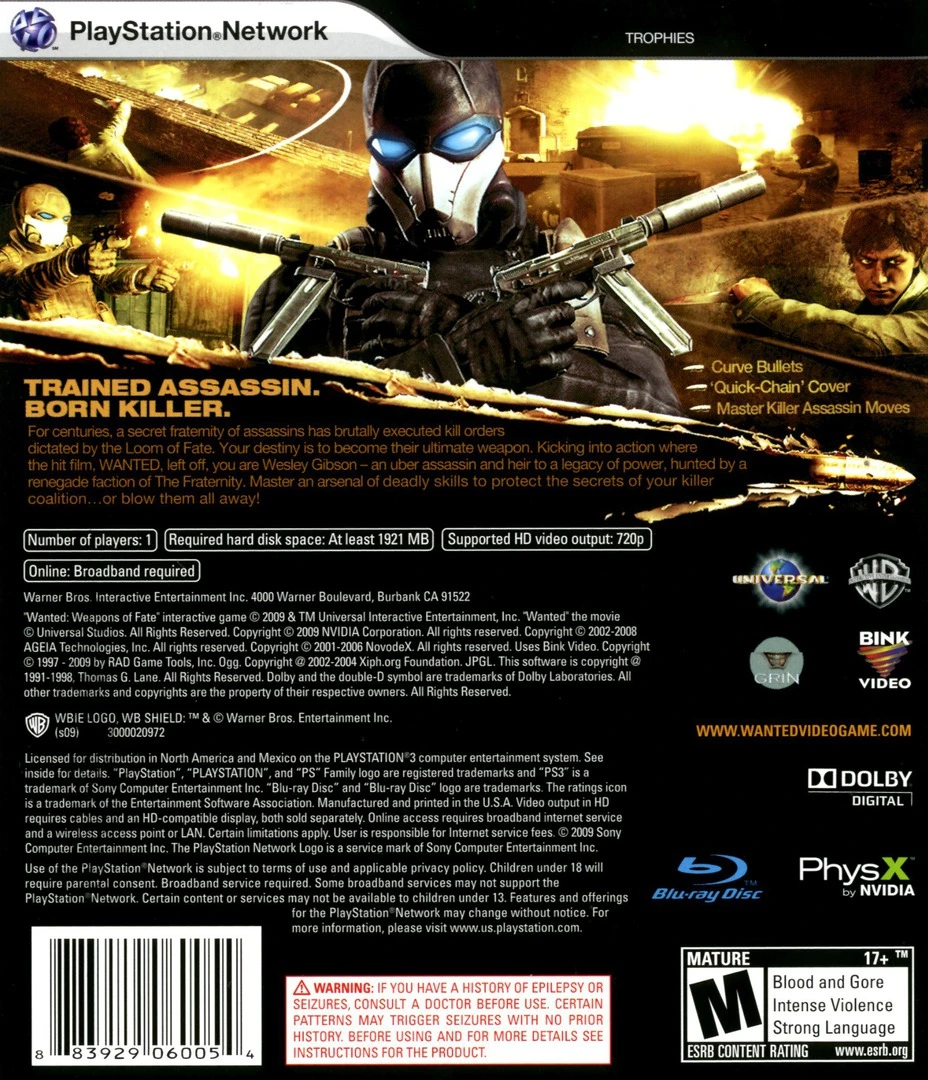 PlayStation®Network
TROPHIES
Curve Bullets
'Quick-Chain' Cover
Master Killer Assassin Moves
TRAINED ASSASSIN.
BORN KILLER.
For centuries, a secret fraternity of assassins has brutally executed kill orders
dictated by the Loom of Fate. Your destiny is to become their ultimate weapon. Kicking into action where
the hit film, WANTED, left off, you are Wesley Gibson – an uber assassin and heir to a legacy of power, hunted by a
renegade faction of The Fraternity. Master an arsenal of deadly skills to protect the secrets of your killer
coalition...or blow them all away!
Number of players: 1
Required hard disk space: At least 1921 MB
Supported HD video output: 720p
Online: Broadband required
Warner Bros. Interactive Entertainment Inc. 4000 Warner Boulevard, Burbank CA 91522
"Wanted: Weapons of Fate" interactive game © 2009 & TM Universal Interactive Entertainment, Inc. "Wanted" the movie
© Universal Studios. All Rights Reserved. Copyright © 2009 NVIDIA Corporation. All rights reserved. Copyright © 2002-2008
AGEIA Technologies, Inc. All rights reserved. Copyright © 2001-2006 NovodeX. All rights reserved. Uses Bink Video. Copyright
© 1997 - 2009 by RAD Game Tools, Inc. Ogg. Copyright @ 2002-2004 Xiph.org Foundation. JPGL. This software is copyright @
1991-1998, Thomas G. Lane. All Rights Reserved. Dolby and the double-D symbol are trademarks of Dolby Laboratories. All
other trademarks and copyrights are the property of their respective owners. All Rights Reserved.
WBIE LOGO, WB SHIELD: ™ & © Warner Bros. Entertainment Inc.
(s09) 3000020972
UNIVERSAL
GRIN
BINK
VIDEO
WWW.WANTEDVIDEOGAME.COM
Licensed for distribution in North America and Mexico on the PLAYSTATION®3 computer entertainment system. See
inside for details. "PlayStation", "PLAYSTATION", and "PS" Family logo are registered trademarks and "PS3" is a
trademark of Sony Computer Entertainment Inc. "Blu-ray Disc" and "Blu-ray Disc" logo are trademarks. The ratings icon
is a trademark of the Entertainment Software Association. Manufactured and printed in the U.S.A. Video output in HD
requires cables and an HD-compatible display, both sold separately. Online access requires broadband internet service
and a wireless access point or LAN. Certain limitations apply. User is responsible for Internet service fees. © 2009 Sony
Computer Entertainment Inc. The PlayStation Network Logo is a service mark of Sony Computer Entertainment Inc.
DOLBY
DIGITAL
Use of the PlayStation®Network is subject to terms of use and applicable privacy policy. Children under 18 will
require parental consent. Broadband service required. Some broadband services may not support the
PlayStation®Network. Certain content or services may not be available to children under 13. Features and offerings
for the PlayStation®Network may change without notice. For
more information, please visit www.us.playstation.com.
Blu-ray Disc™
PhysX™
by NVIDIA
8 83929 06005 4
WARNING: IF YOU HAVE A HISTORY OF EPILEPSY OR
SEIZURES, CONSULT A DOCTOR BEFORE USE. CERTAIN
PATTERNS MAY TRIGGER SEIZURES WITH NO PRIOR
HISTORY. BEFORE USING AND FOR MORE DETAILS SEE
INSTRUCTIONS FOR THE PRODUCT.
MATURE 17+ ™
M
Blood and Gore
Intense Violence
Strong Language
ESRB CONTENT RATING www.esrb.org